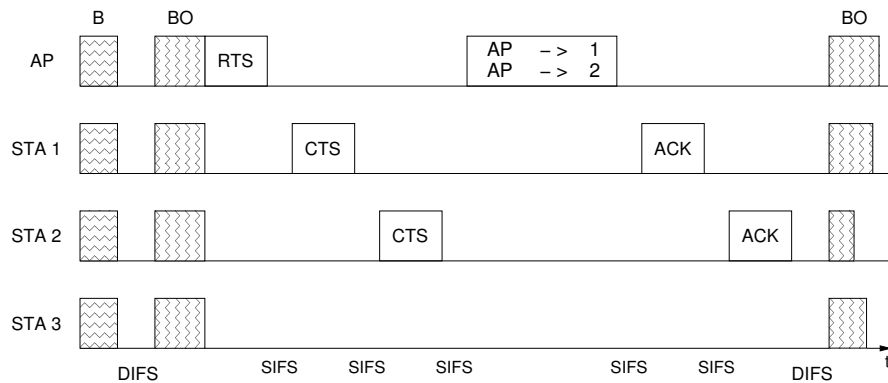 B BO BO
AP RTS AP -> 1
AP -> 2
STA 1 CTS ACK
STA 2 CTS ACK
STA 3
t
DIFS SIFS SIFS SIFS SIFS SIFS DIFS